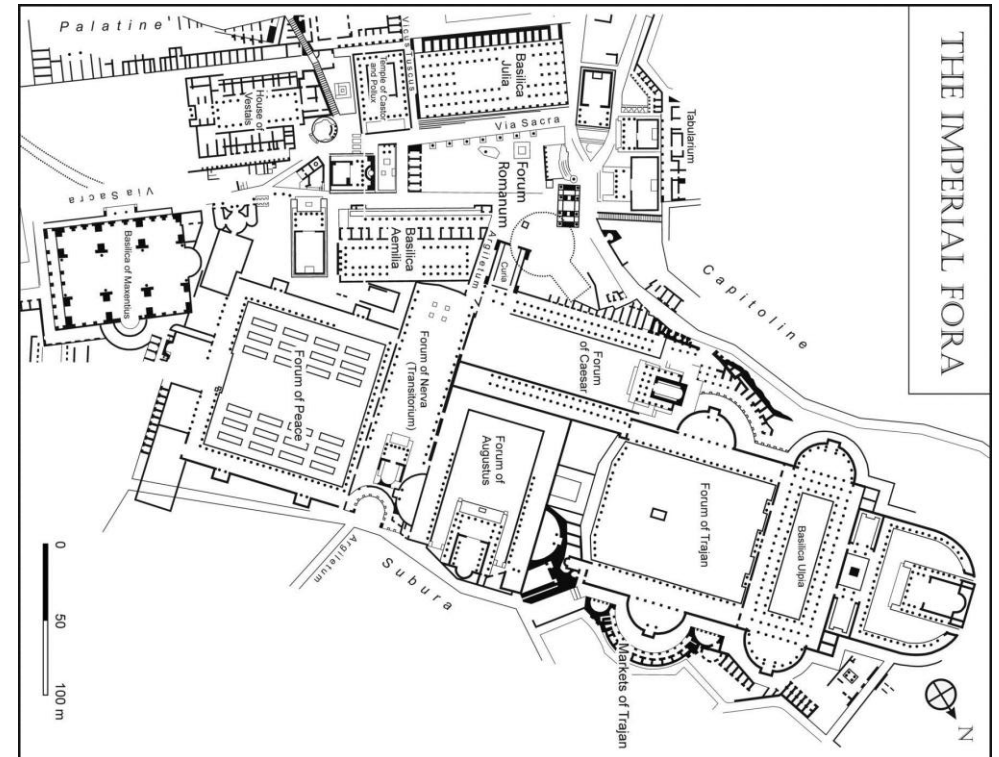 THE IMPERIAL FORA
Palatine
Vicus Tuscus
Temple of Castor
and Pollux
Basilica
Julia
House of
Vestals
Via Sacra
Tabularium
Forum
Romanum
Via Sacra
Basilica of Maxentius
Basilica
Aemilia
Argiletum
Curia
Capitoline
Forum of Peace
Forum of Nerva
(Transitorium)
Forum
of Caesar
Forum of
Augustus
Forum of Trajan
Basilica Ulpia
Argiletum
Subura
Markets of Trajan
0
50
100 m
N